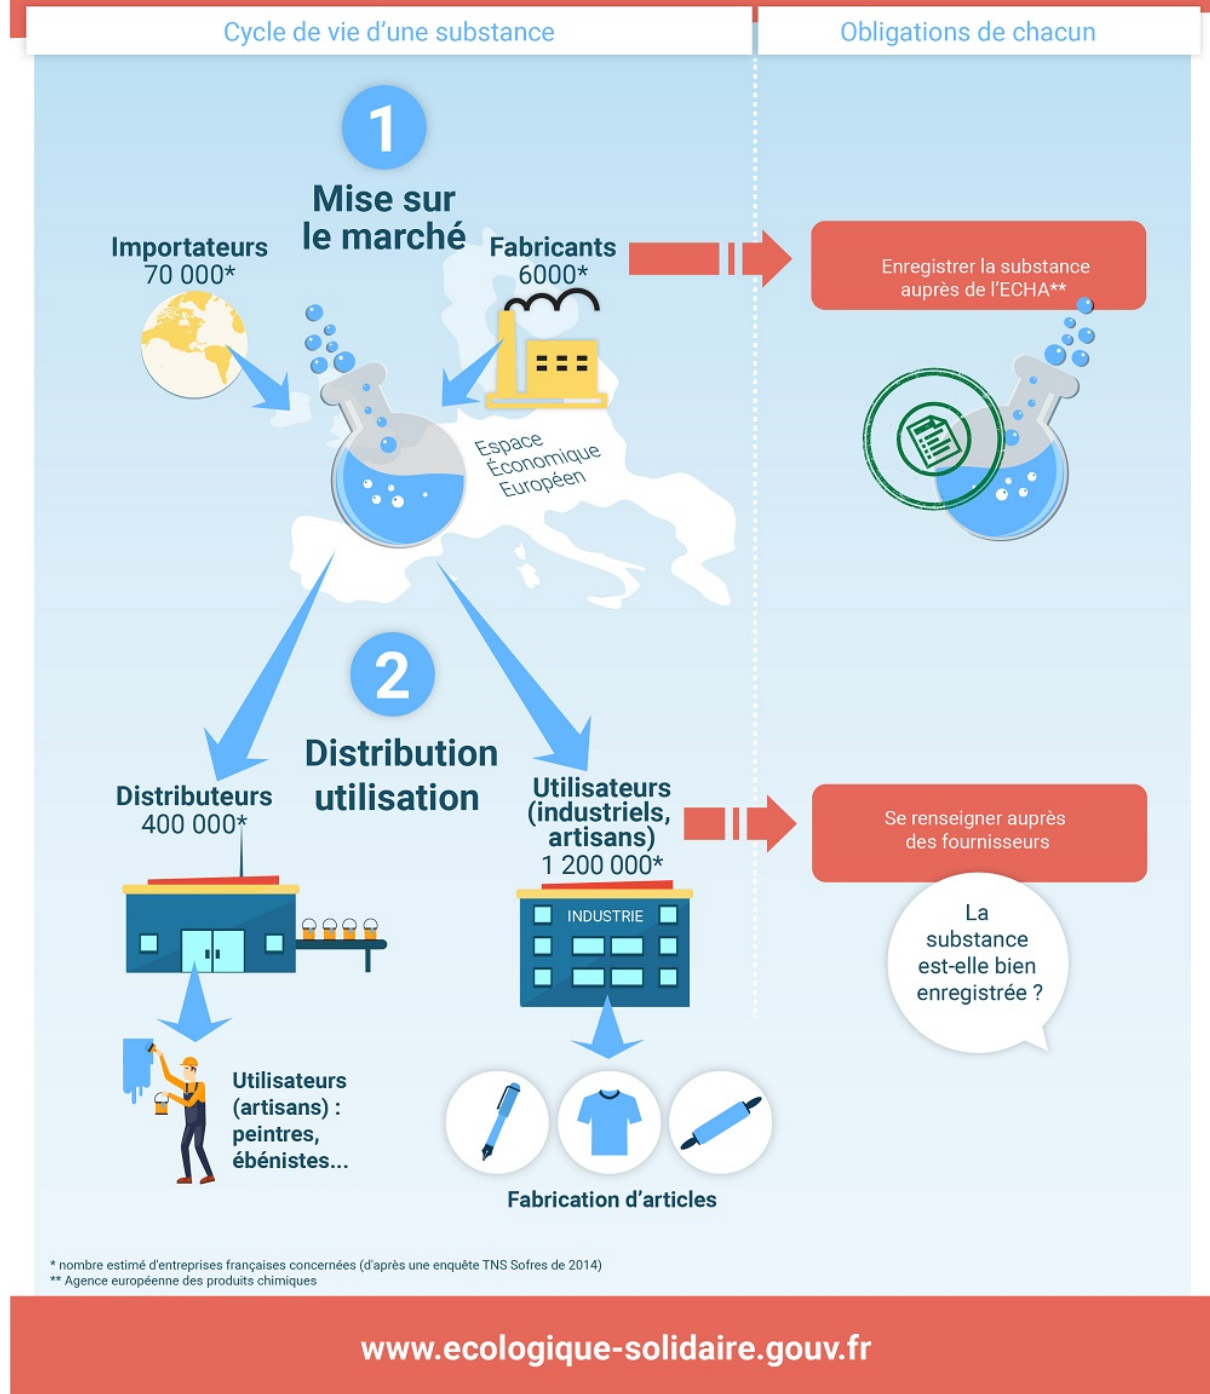 Cycle de vie d'une substance
Obligations de chacun
1
Mise sur
le marché
Importateurs
70 000*
Fabricants
6000*
Enregistrer la substance
auprès de l'ECHA**
Espace
Économique
Européen
2
Distribution
utilisation
Distributeurs
400 000*
Utilisateurs
(industriels,
artisans)
1 200 000*
Se renseigner auprès
des fournisseurs
INDUSTRIE
La
substance
est-elle bien
enregistrée ?
Utilisateurs
(artisans) :
peintres,
ébénistes...
Fabrication d'articles
* nombre estimé d'entreprises françaises concernées (d'après une enquête TNS Sofres de 2014)
** Agence européenne des produits chimiques
www.ecologique-solidaire.gouv.fr